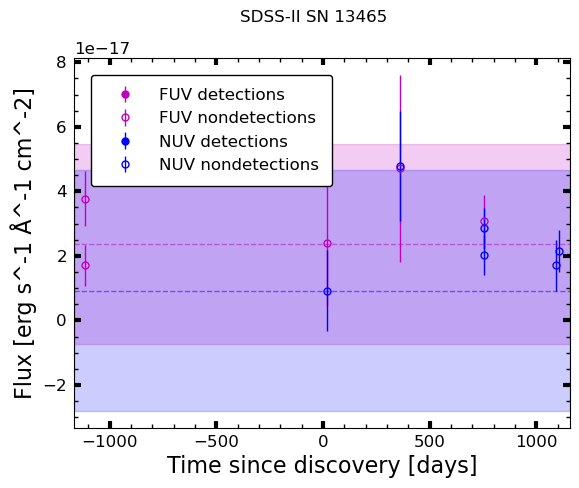 SDSS-II SN 13465
1e−17
FUV detections
FUV nondetections
NUV detections
NUV nondetections
8
6
4
2
0
−2
Flux [erg s^-1 Å^-1 cm^-2]
−1000
−500
0
500
1000
Time since discovery [days]